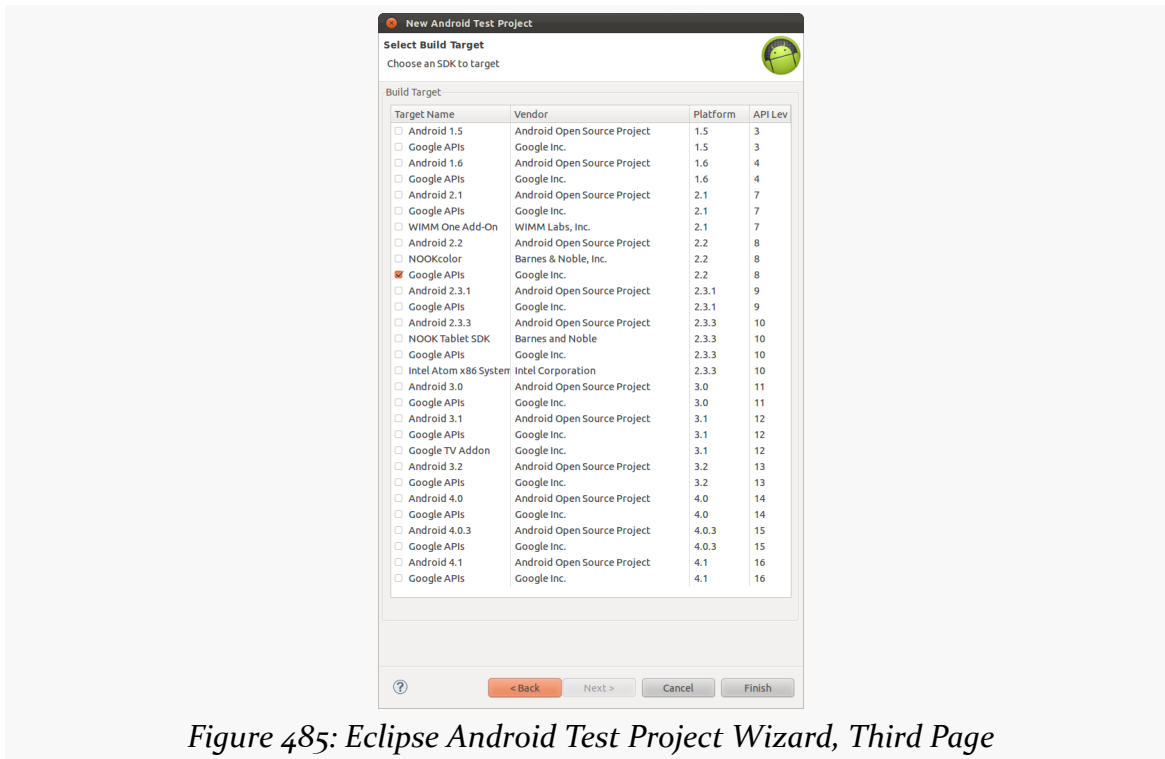 New Android Test Project
Select Build Target
Choose an SDK to target
Build Target
Target Name Vendor Platform API Lev
Android 1.5 Android Open Source Project 1.5 3
Google APIs Google Inc. 1.5 3
Android 1.6 Android Open Source Project 1.6 4
Google APIs Google Inc. 1.6 4
Android 2.1 Android Open Source Project 2.1 7
Google APIs Google Inc. 2.1 7
WIMM One Add-On WIMM Labs, Inc. 2.1 7
Android 2.2 Android Open Source Project 2.2 8
NOOKcolor Barnes & Noble, Inc. 2.2 8
Google APIs Google Inc. 2.2 8
Android 2.3.1 Android Open Source Project 2.3.1 9
Google APIs Google Inc. 2.3.1 9
Android 2.3.3 Android Open Source Project 2.3.3 10
NOOK Tablet SDK Barnes and Noble 2.3.3 10
Google APIs Google Inc. 2.3.3 10
Intel Atom x86 System Intel Corporation 2.3.3 10
Android 3.0 Android Open Source Project 3.0 11
Google APIs Google Inc. 3.0 11
Android 3.1 Android Open Source Project 3.1 12
Google APIs Google Inc. 3.1 12
Google TV Addon Google Inc. 3.1 12
Android 3.2 Android Open Source Project 3.2 13
Google APIs Google Inc. 3.2 13
Android 4.0 Android Open Source Project 4.0 14
Google APIs Google Inc. 4.0 14
Android 4.0.3 Android Open Source Project 4.0.3 15
Google APIs Google Inc. 4.0.3 15
Android 4.1 Android Open Source Project 4.1 16
Google APIs Google Inc. 4.1 16
? < Back Next > Cancel Finish
Figure 485: Eclipse Android Test Project Wizard, Third Page